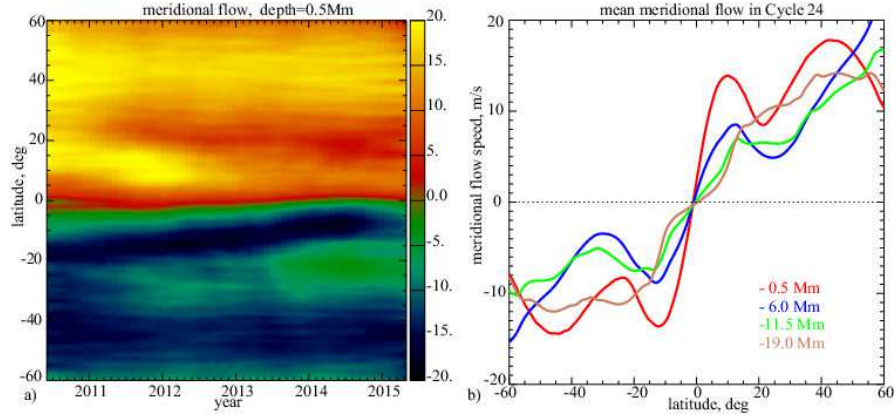 meridional flow, depth=0.5Mm
60
40
20
0
-20
-40
-60
latitude, deg
2011
2012
2013
2014
2015
year
a)
20.
15.
10.
5.
0.0
-5.
-10.
-15.
-20.
mean meridional flow in Cycle 24
20
10
0
-10
-20
meridional flow speed, m/s
- 0.5 Mm
- 6.0 Mm
-11.5 Mm
-19.0 Mm
-60
-40
-20
0
20
40
60
latitude, deg
b)